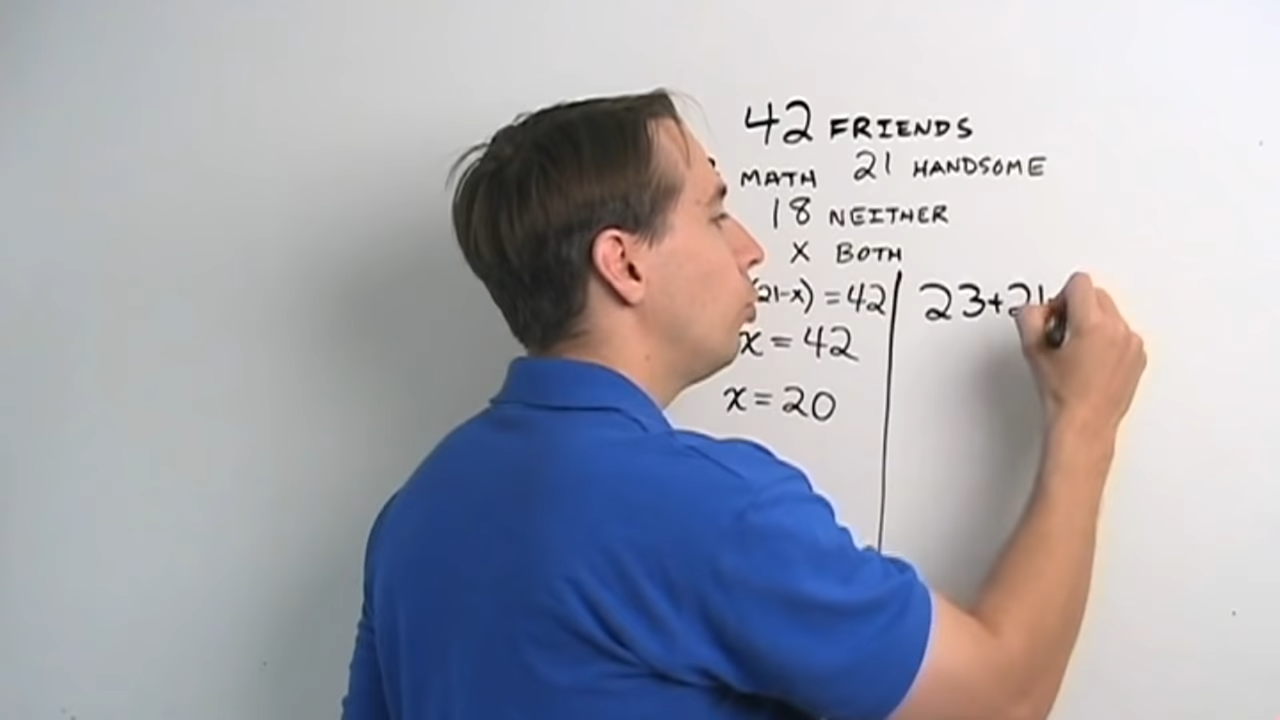 42 FRIENDS
MATH 21 HANDSOME
18 NEITHER
X BOTH
(21-x) = 42
x = 42
x = 20
23+21